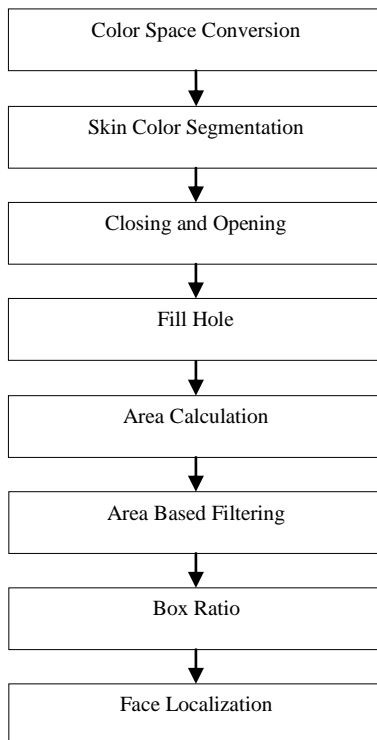 Color Space Conversion
Skin Color Segmentation
Closing and Opening
Fill Hole
Area Calculation
Area Based Filtering
Box Ratio
Face Localization